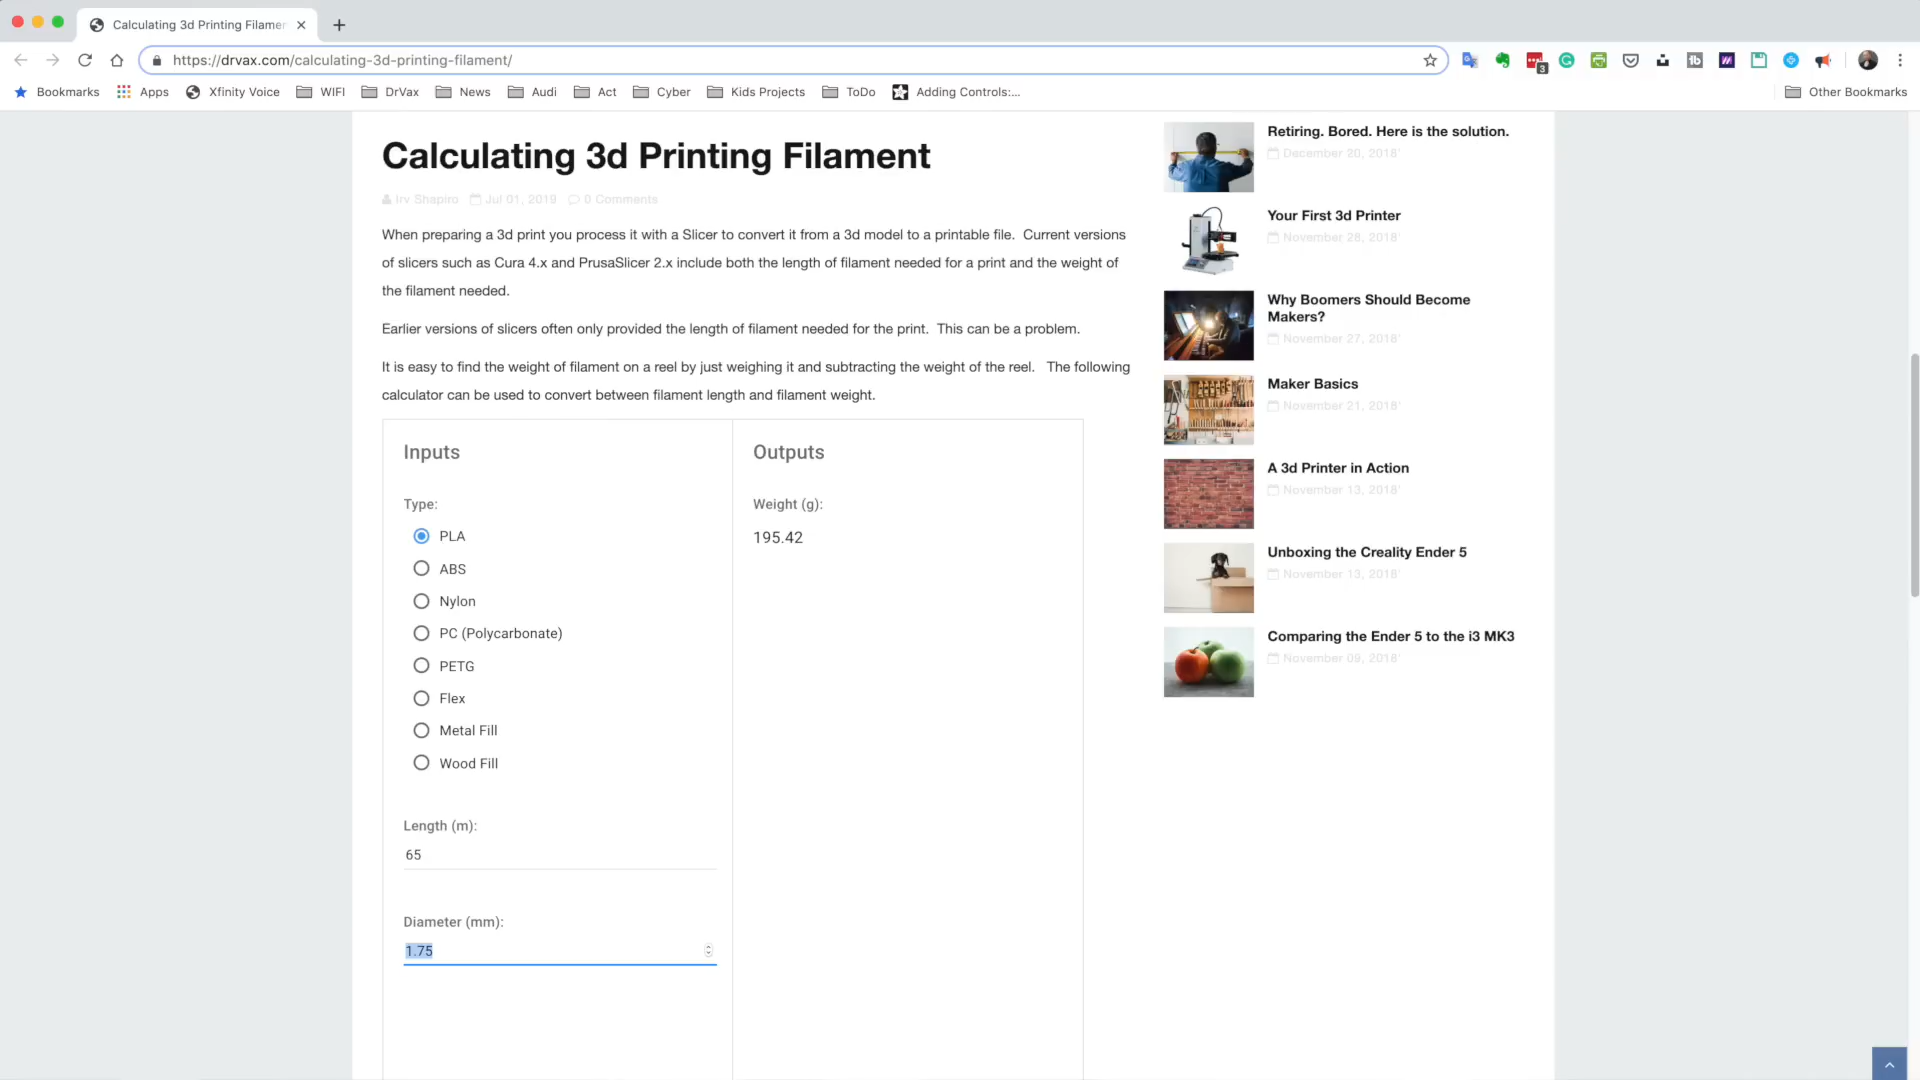 Calculating 3d Printing Filamen
https://drvax.com/calculating-3d-printing-filament/
3
Bookmarks
Apps
Xfinity Voice
WIFI
DrVax
News
Audi
Act
Cyber
Kids Projects
ToDo
Adding Controls:...
Other Bookmarks
Calculating 3d Printing Filament
Irv Shapiro Jul 01, 2019 0 Comments
When preparing a 3d print you process it with a Slicer to convert it from a 3d model to a printable file. Current versions
of slicers such as Cura 4.x and PrusaSlicer 2.x include both the length of filament needed for a print and the weight of
the filament needed.
Earlier versions of slicers often only provided the length of filament needed for the print. This can be a problem.
It is easy to find the weight of filament on a reel by just weighing it and subtracting the weight of the reel. The following
calculator can be used to convert between filament length and filament weight.
Inputs
Type:
PLA
ABS
Nylon
PC (Polycarbonate)
PETG
Flex
Metal Fill
Wood Fill
Length (m):
65
Diameter (mm):
1.75
Outputs
Weight (g):
195.42
Retiring. Bored. Here is the solution.
December 20, 2018'
Your First 3d Printer
November 28, 2018'
Why Boomers Should Become
Makers?
November 27, 2018'
Maker Basics
November 21, 2018'
A 3d Printer in Action
November 13, 2018'
Unboxing the Creality Ender 5
November 13, 2018'
Comparing the Ender 5 to the i3 MK3
November 09, 2018'